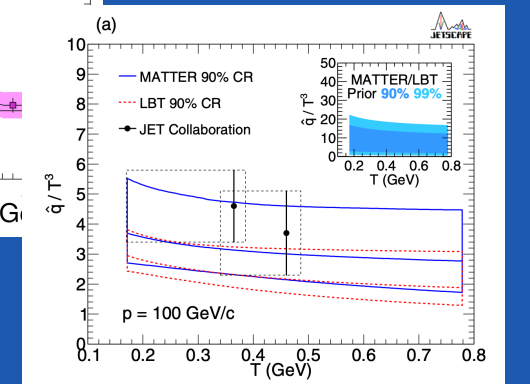 (a)
JETSCAPE
10
9
8
7
6
5
4
3
2
1
0
q̂ / T³
MATTER 90% CR
LBT 90% CR
JET Collaboration
50
40
30
20
10
0
q̂ / T³
MATTER/LBT
Prior 90% 99%
0.2 0.4 0.6 0.8
T (GeV)
p = 100 GeV/c
0.1 0.2 0.3 0.4 0.5 0.6 0.7 0.8
T (GeV)